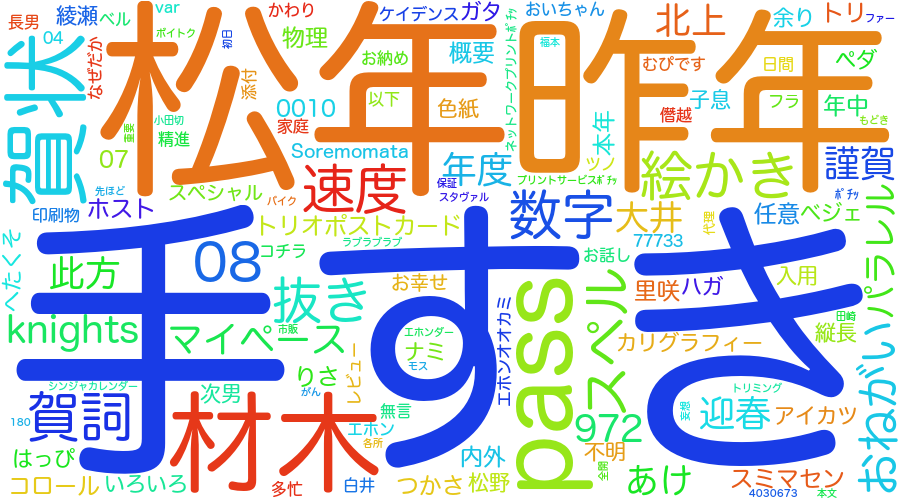 長男
04
綾瀬
ベル
var
ポイトク
初日
かわり
物理
お納め
ケイデンス
ガタ
概要
おいちゃん
福本
むぴです
北上
余り
トリ
ファー
日間
ペダ
なぜだか
松
年
昨
年
賀状
添付
0010
以下
色紙
家庭
ネットワークプリントポチッ
子息
僭越
フラ
年中
もどき
小田切
重要
精進
07
Soremomata
本年
謹賀
先ほど
スペシャル
バイク
速度
年度
保証
スタヴァル
ツノ
プリントサービスポチッ
絵かき
ポチッ
印刷物
ホスト
トリオポストカード
数字
大井
代理
任意
ベジェ
パラレル
手すき
へたくそ
此方
08
コチラ
ラブラブラブ
77733
お話し
抜き
お幸せ
里咲
ハガ
入用
knights
マイペース
市販
エホンダー
ナミ
モス
エホンオオカミ
pass
スペル
カリグラフィー
田崎
縦長
おねがい
シンジャカレンダー
賀詞
次男
りさ
がん
レビュー
トリミング
180
材木
無言
エホン
各所
972
妄想
迎春
アイカツ
はっぴ
内外
不明
コロール
いろいろ
多忙
白井
つかさ
松野
全開
あけ
スミマセン
4030673
本文